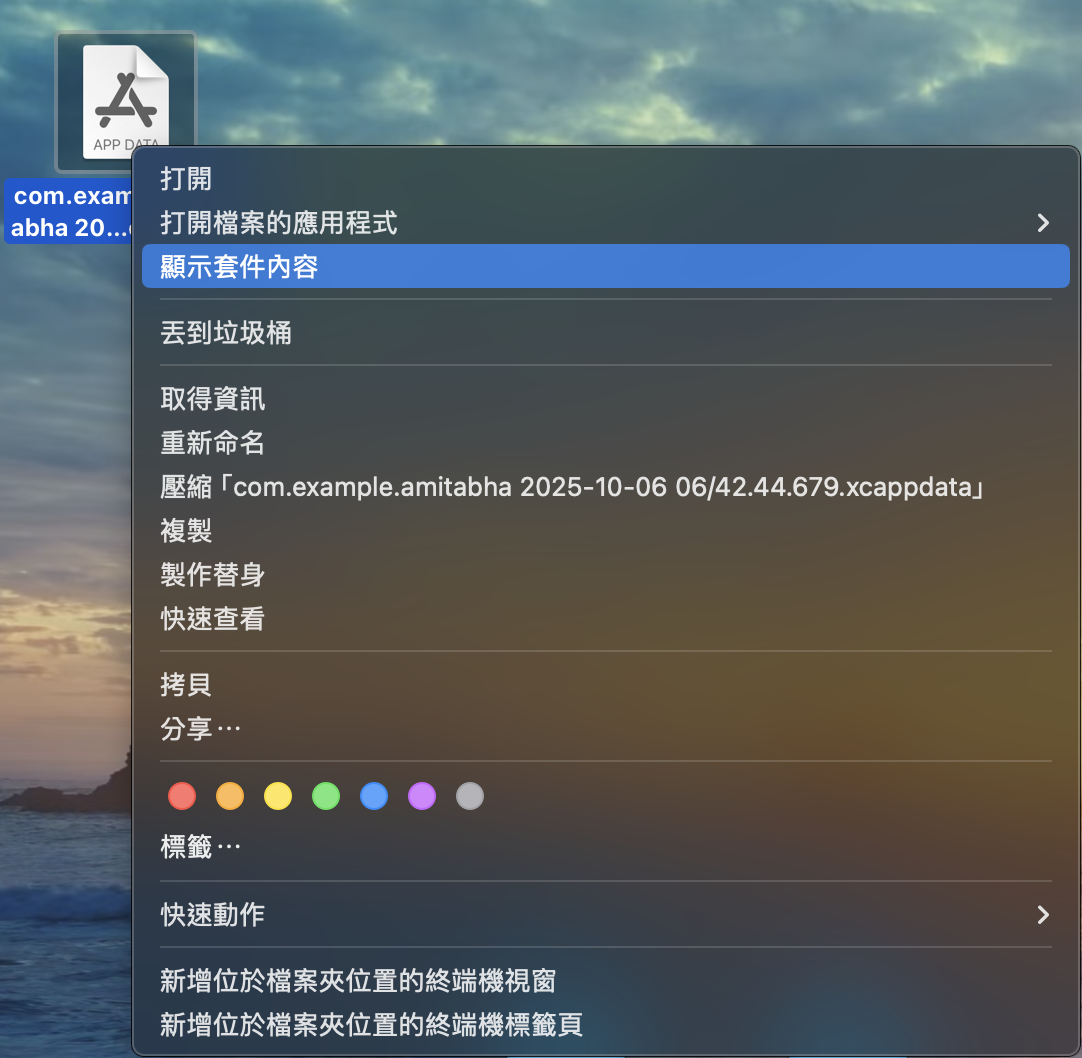 APP DATA
com.exam
abha 20...
打開
打開檔案的應用程式
顯示套件內容
丟到垃圾桶
取得資訊
重新命名
壓縮「com.example.amitabha 2025-10-06 06/42.44.679.xcappdata」
複製
製作替身
快速查看
拷貝
分享⋯
標籤⋯
快速動作
新增位於檔案夾位置的終端機視窗
新增位於檔案夾位置的終端機標籤頁